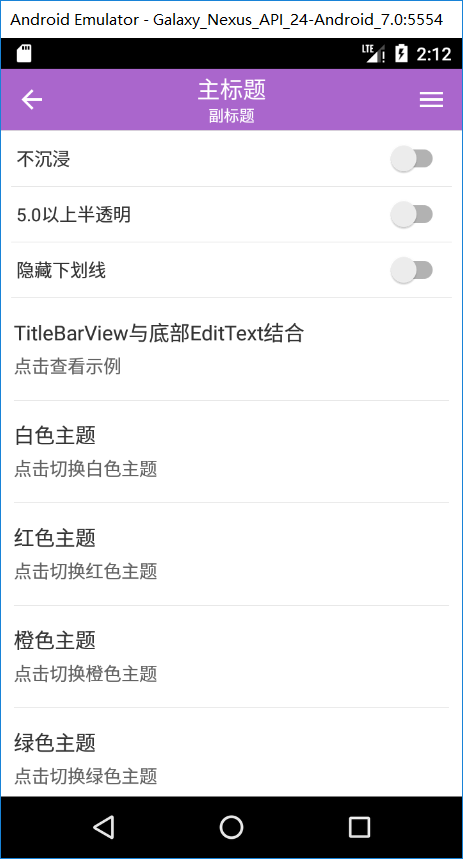 Android Emulator - Galaxy_Nexus_API_24-Android_7.0:5554
LTE 2:12
主标题
副标题
不沉浸
5.0以上半透明
隐藏下划线
TitleBarView与底部EditText结合
点击查看示例
白色主题
点击切换白色主题
红色主题
点击切换红色主题
橙色主题
点击切换橙色主题
绿色主题
点击切换绿色主题